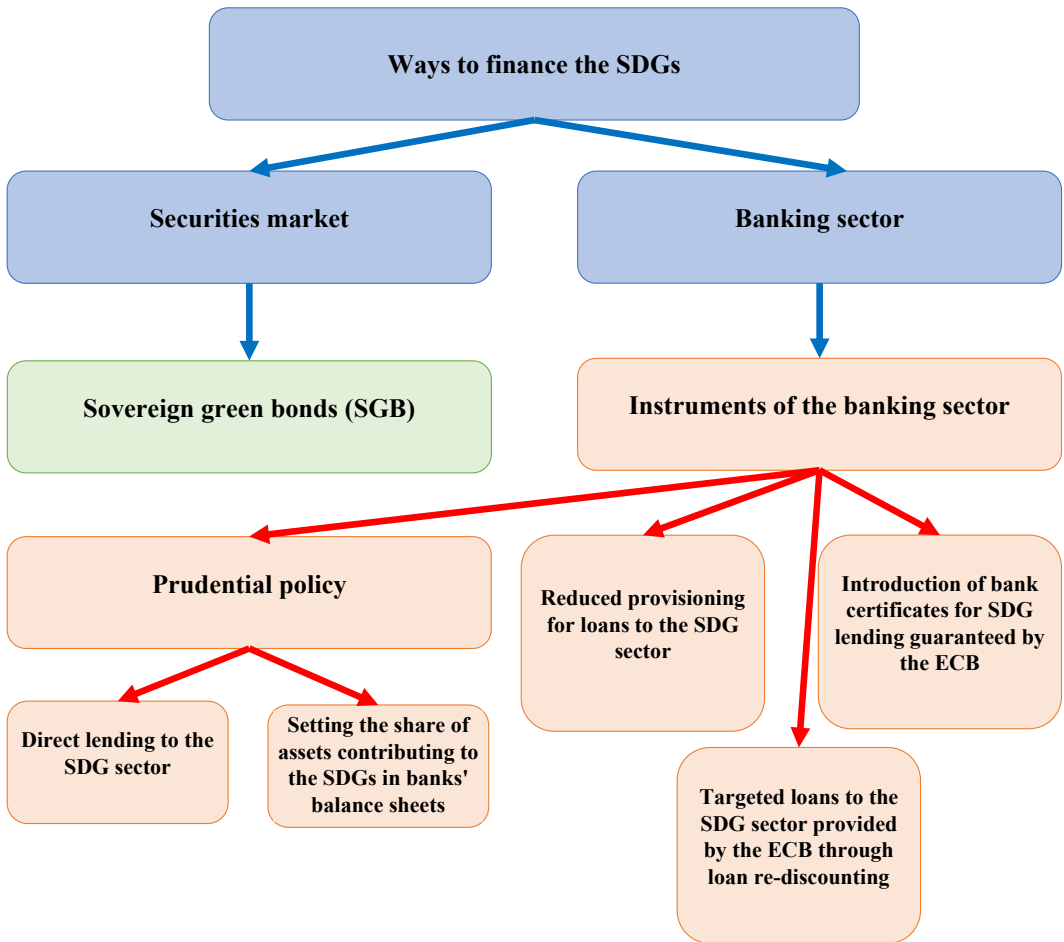 Ways to finance the SDGs
Securities market
Banking sector
Sovereign green bonds (SGB)
Instruments of the banking sector
Prudential policy
Reduced provisioning
for loans to the SDG
sector
Introduction of bank
certificates for SDG
lending guaranteed by
the ECB
Direct lending to the
SDG sector
Setting the share of
assets contributing to
the SDGs in banks'
balance sheets
Targeted loans to the
SDG sector provided
by the ECB through
loan re-discounting